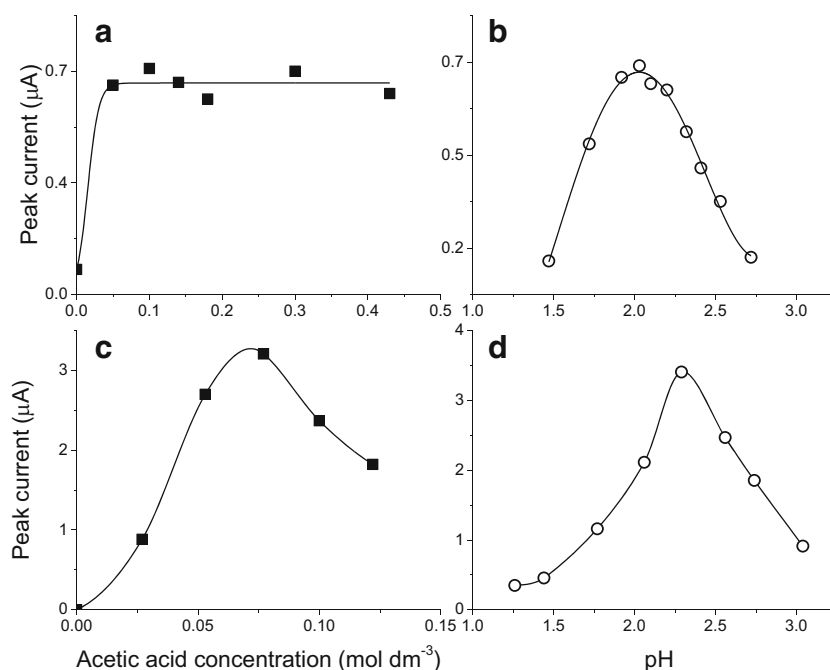 a
b
Peak current (μA)
0.7
0.4
0.0
0.0 0.1 0.2 0.3 0.4 0.5
0.7
0.5
0.2
1.0 1.5 2.0 2.5 3.0
c
d
Peak current (μA)
3
2
1
0
0.00 0.05 0.10 0.15
4
3
2
1
0
1.0 1.5 2.0 2.5 3.0
Acetic acid concentration (mol dm⁻³)
pH